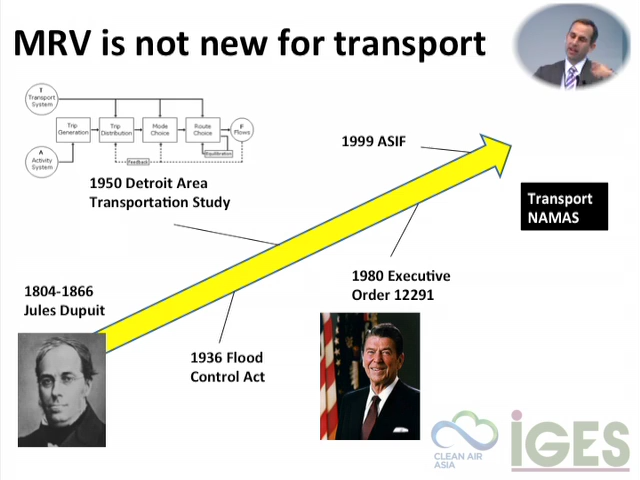 MRV is not new for transport
T
Transport
System
Trip
Generation
Trip
Distribution
Mode
Choice
Route
Choice
F
Flows
Equilibration
Feedback
A
Activity
System
1999 ASIF
1950 Detroit Area
Transportation Study
Transport
NAMAS
1804-1866
Jules Dupuit
1980 Executive
Order 12291
1936 Flood
Control Act
CLEAN AIR
ASIA
iGES